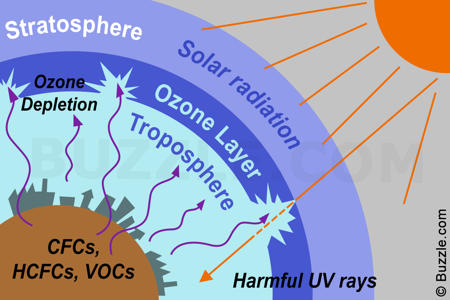 Stratosphere
Solar radiation
Ozone
Depletion
Ozone Layer
Troposphere
BUZZLE.COM
CFCs,
HCFCs, VOCs
Harmful UV rays
© Buzzle.com